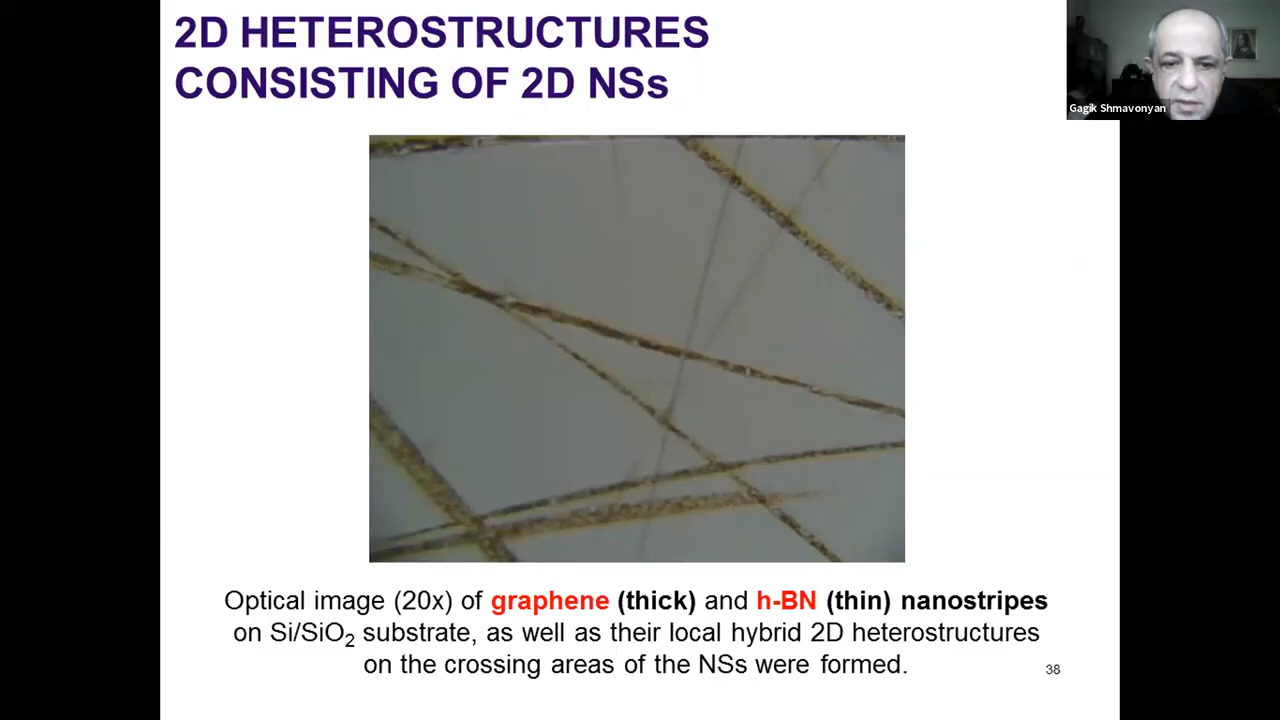 2D HETEROSTRUCTURES
CONSISTING OF 2D NSs
Gagik Shmavonyan
Optical image (20x) of graphene (thick) and h-BN (thin) nanostripes
on Si/SiO₂ substrate, as well as their local hybrid 2D heterostructures
on the crossing areas of the NSs were formed.
38